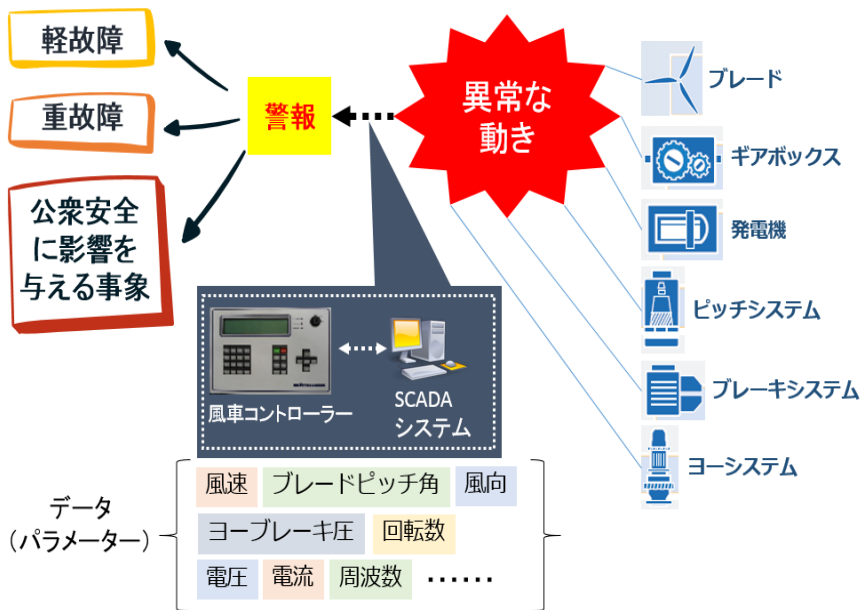 軽故障
重故障
公衆安全
に影響を
与える事象
警報
異常な
動き
ブレード
ギアボックス
発電機
ピッチシステム
ブレーキシステム
ヨーシステム
風車コントローラー
SCADA
システム
データ
（パラメーター）
風速 ブレードピッチ角 風向
ヨーブレーキ圧 回転数
電圧 電流 周波数 ……